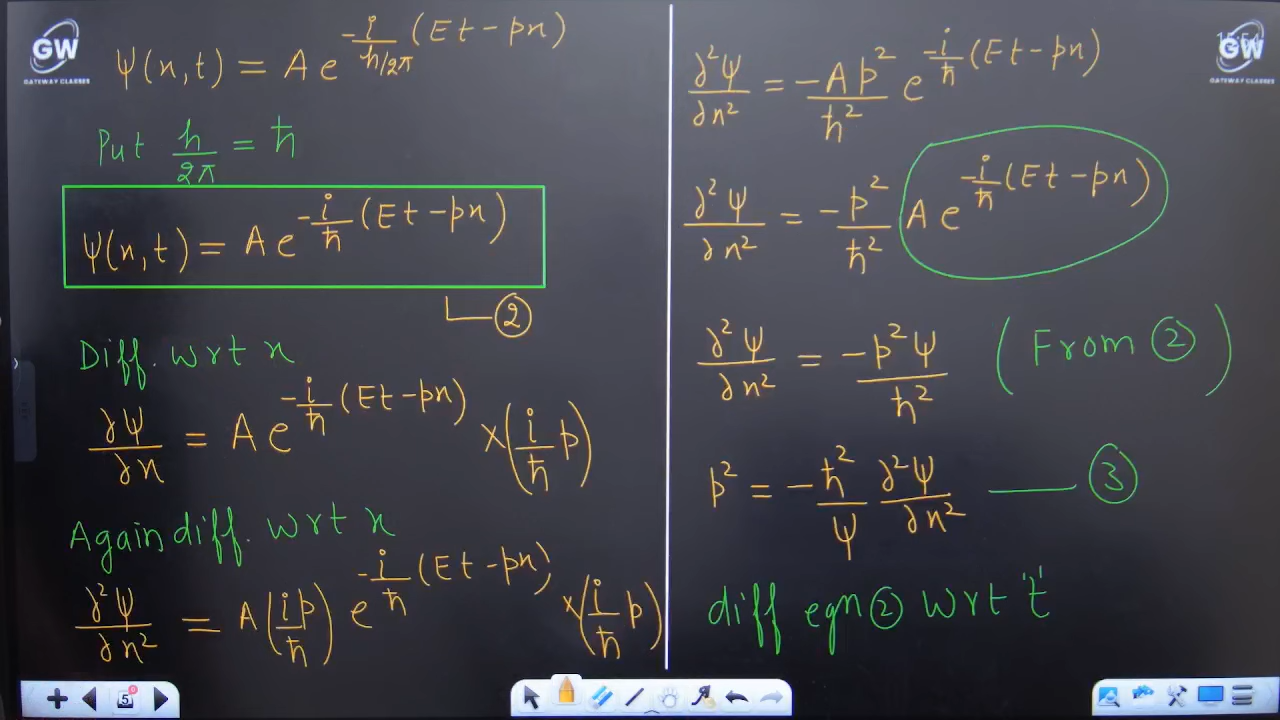 GW
GATEWAY CLASSES
ψ(x,t) = A e^{-i/(h/2π) (Et-px)}
Put h/2π = ħ
ψ(x,t) = A e^{-i/ħ (Et-px)}
②
Diff. wrt x
∂ψ/∂x = A e^{-i/ħ (Et-px)} × (i/ħ p)
Again diff. wrt x
∂²ψ/∂x² = A (ip/ħ) e^{-i/ħ (Et-px)} × (i/ħ p)
5
GW
GATEWAY CLASSES
∂²ψ/∂x² = -Ap²/ħ² e^{-i/ħ (Et-px)}
∂²ψ/∂x² = -p²/ħ² A e^{-i/ħ (Et-px)}
∂²ψ/∂x² = -p²ψ/ħ² (From ②)
p² = -ħ²/ψ ∂²ψ/∂x² — ③
diff eqn ② wrt 't'